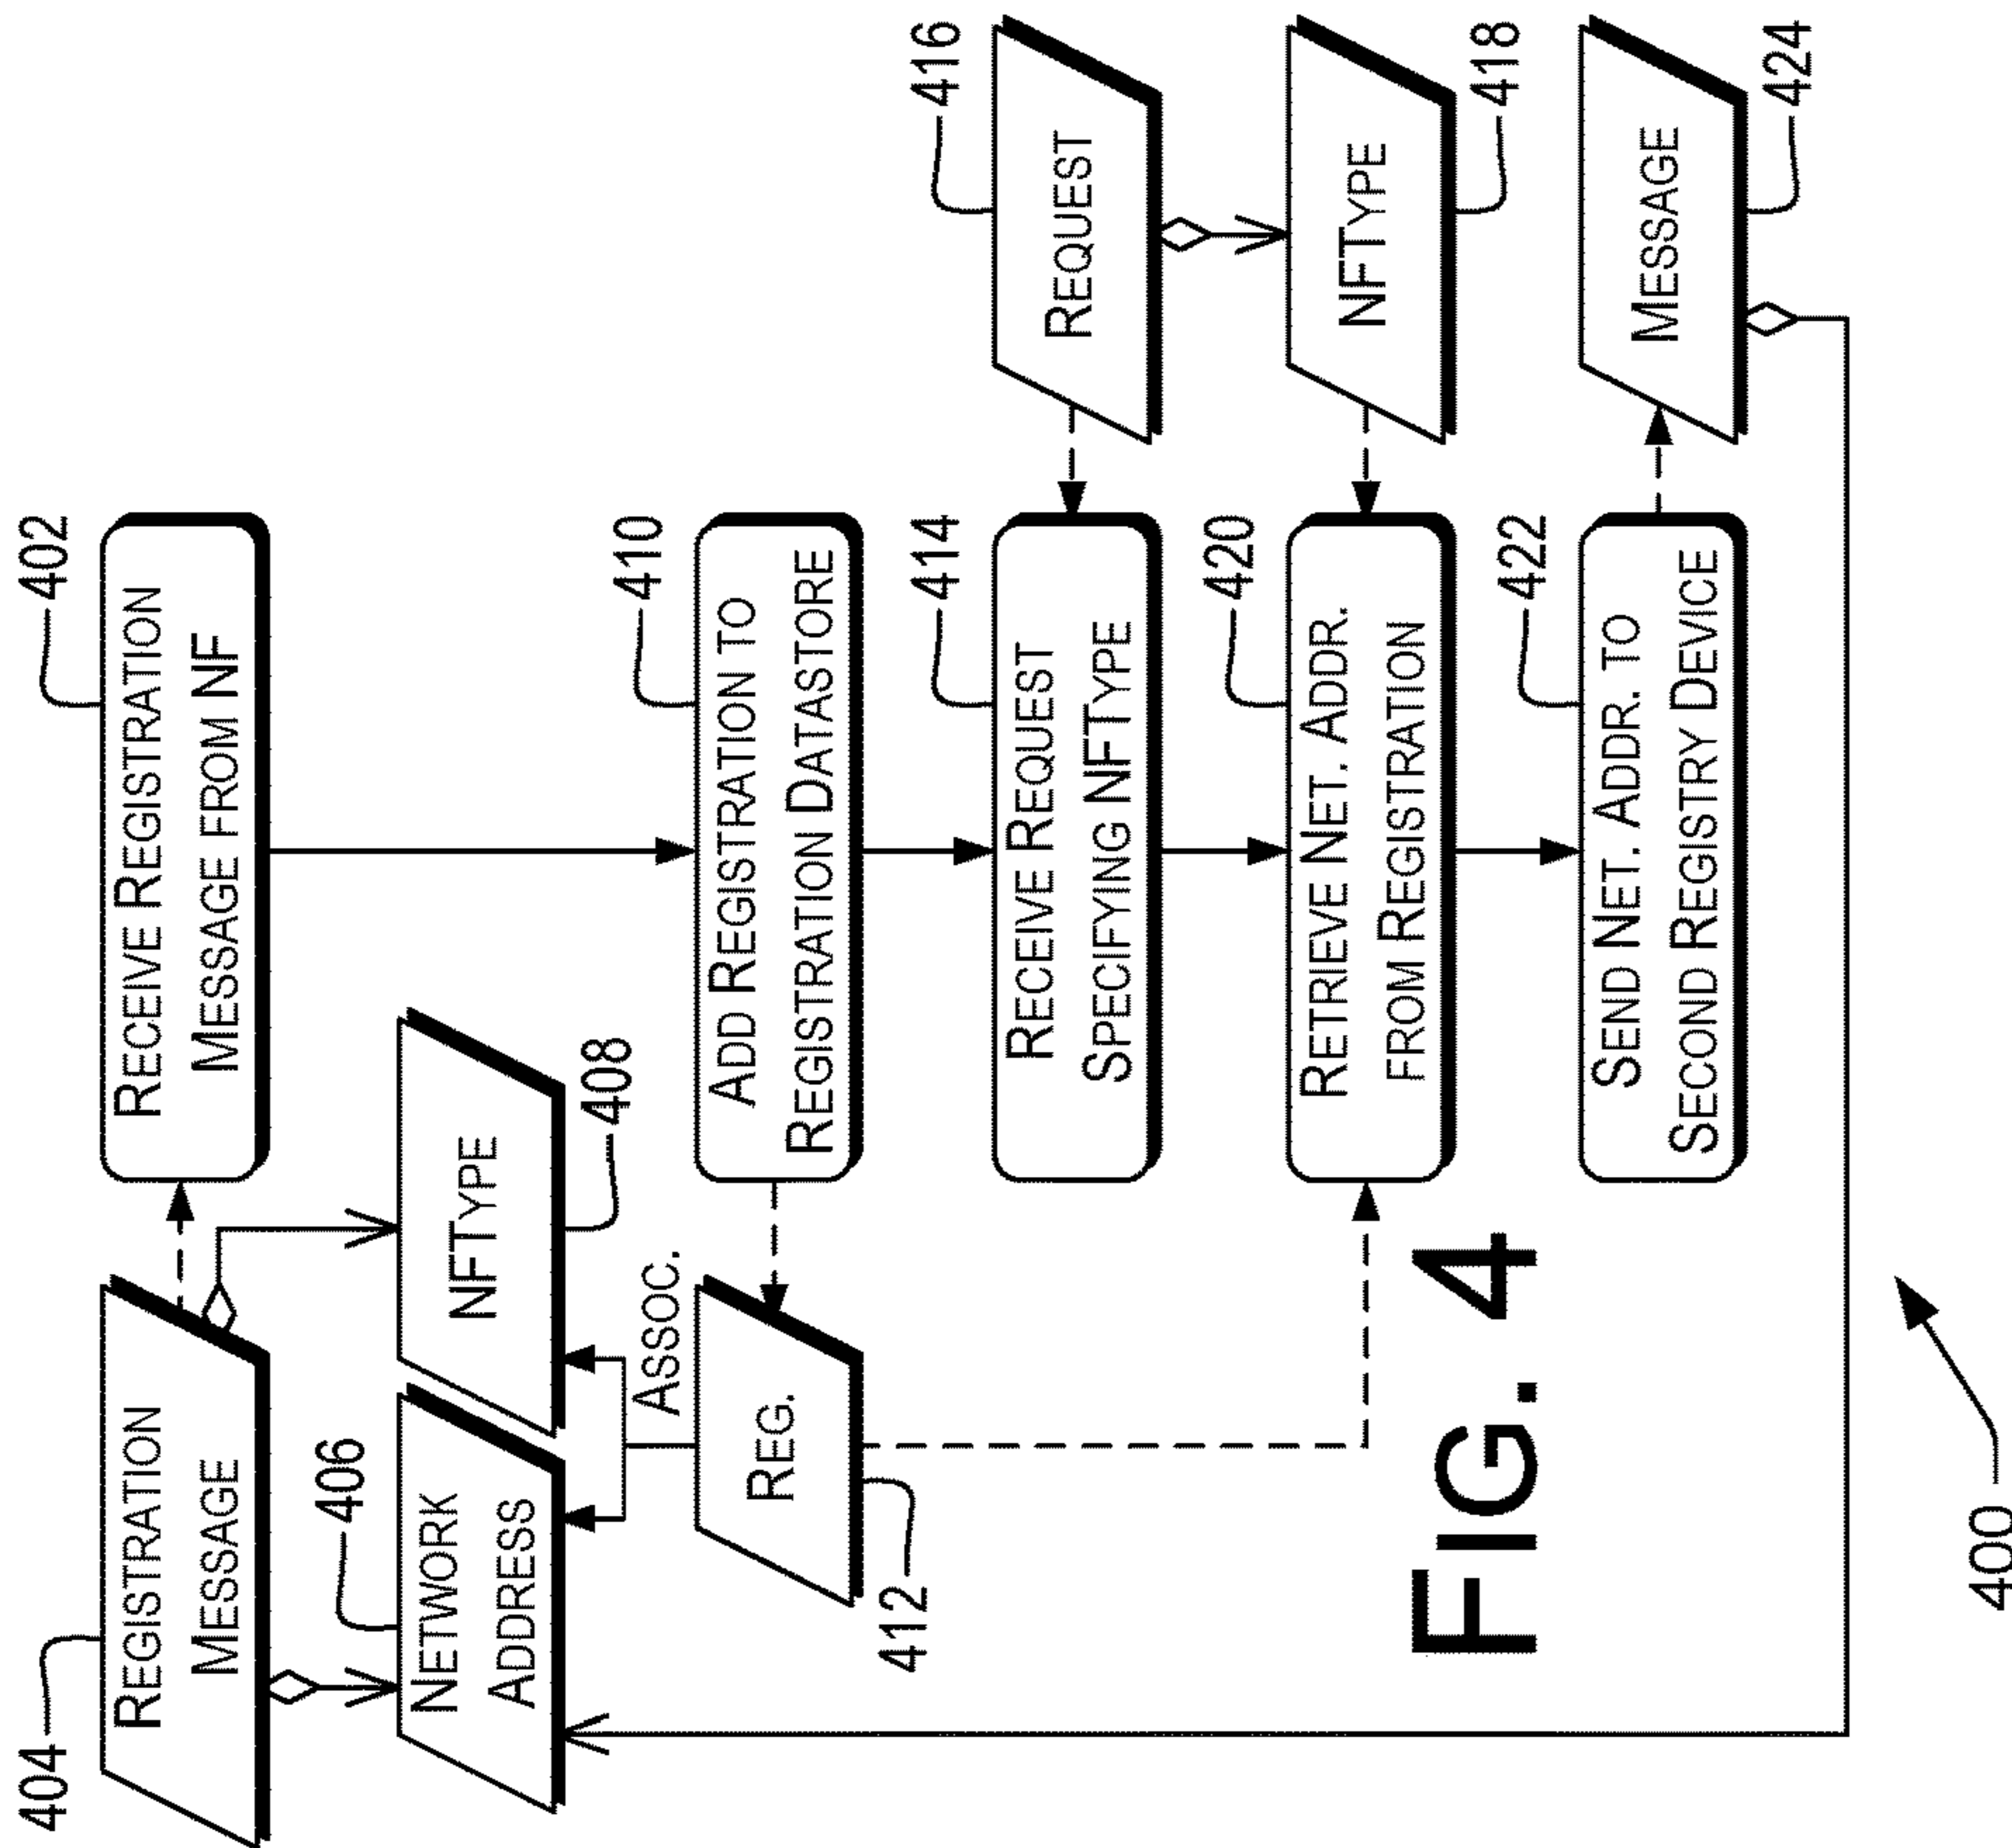 404
REGISTRATION
MESSAGE
402
RECEIVE REGISTRATION
MESSAGE FROM NF
406
NETWORK
ADDRESS
NFTYPE
408
ASSOC.
REG.
412
410
ADD REGISTRATION TO
REGISTRATION DATASTORE
414
RECEIVE REQUEST
SPECIFYING NFTYPE
416
REQUEST
420
RETRIEVE NET. ADDR.
FROM REGISTRATION
NFTYPE
418
422
SEND NET. ADDR. TO
SECOND REGISTRY DEVICE
MESSAGE
424
FIG. 4
400